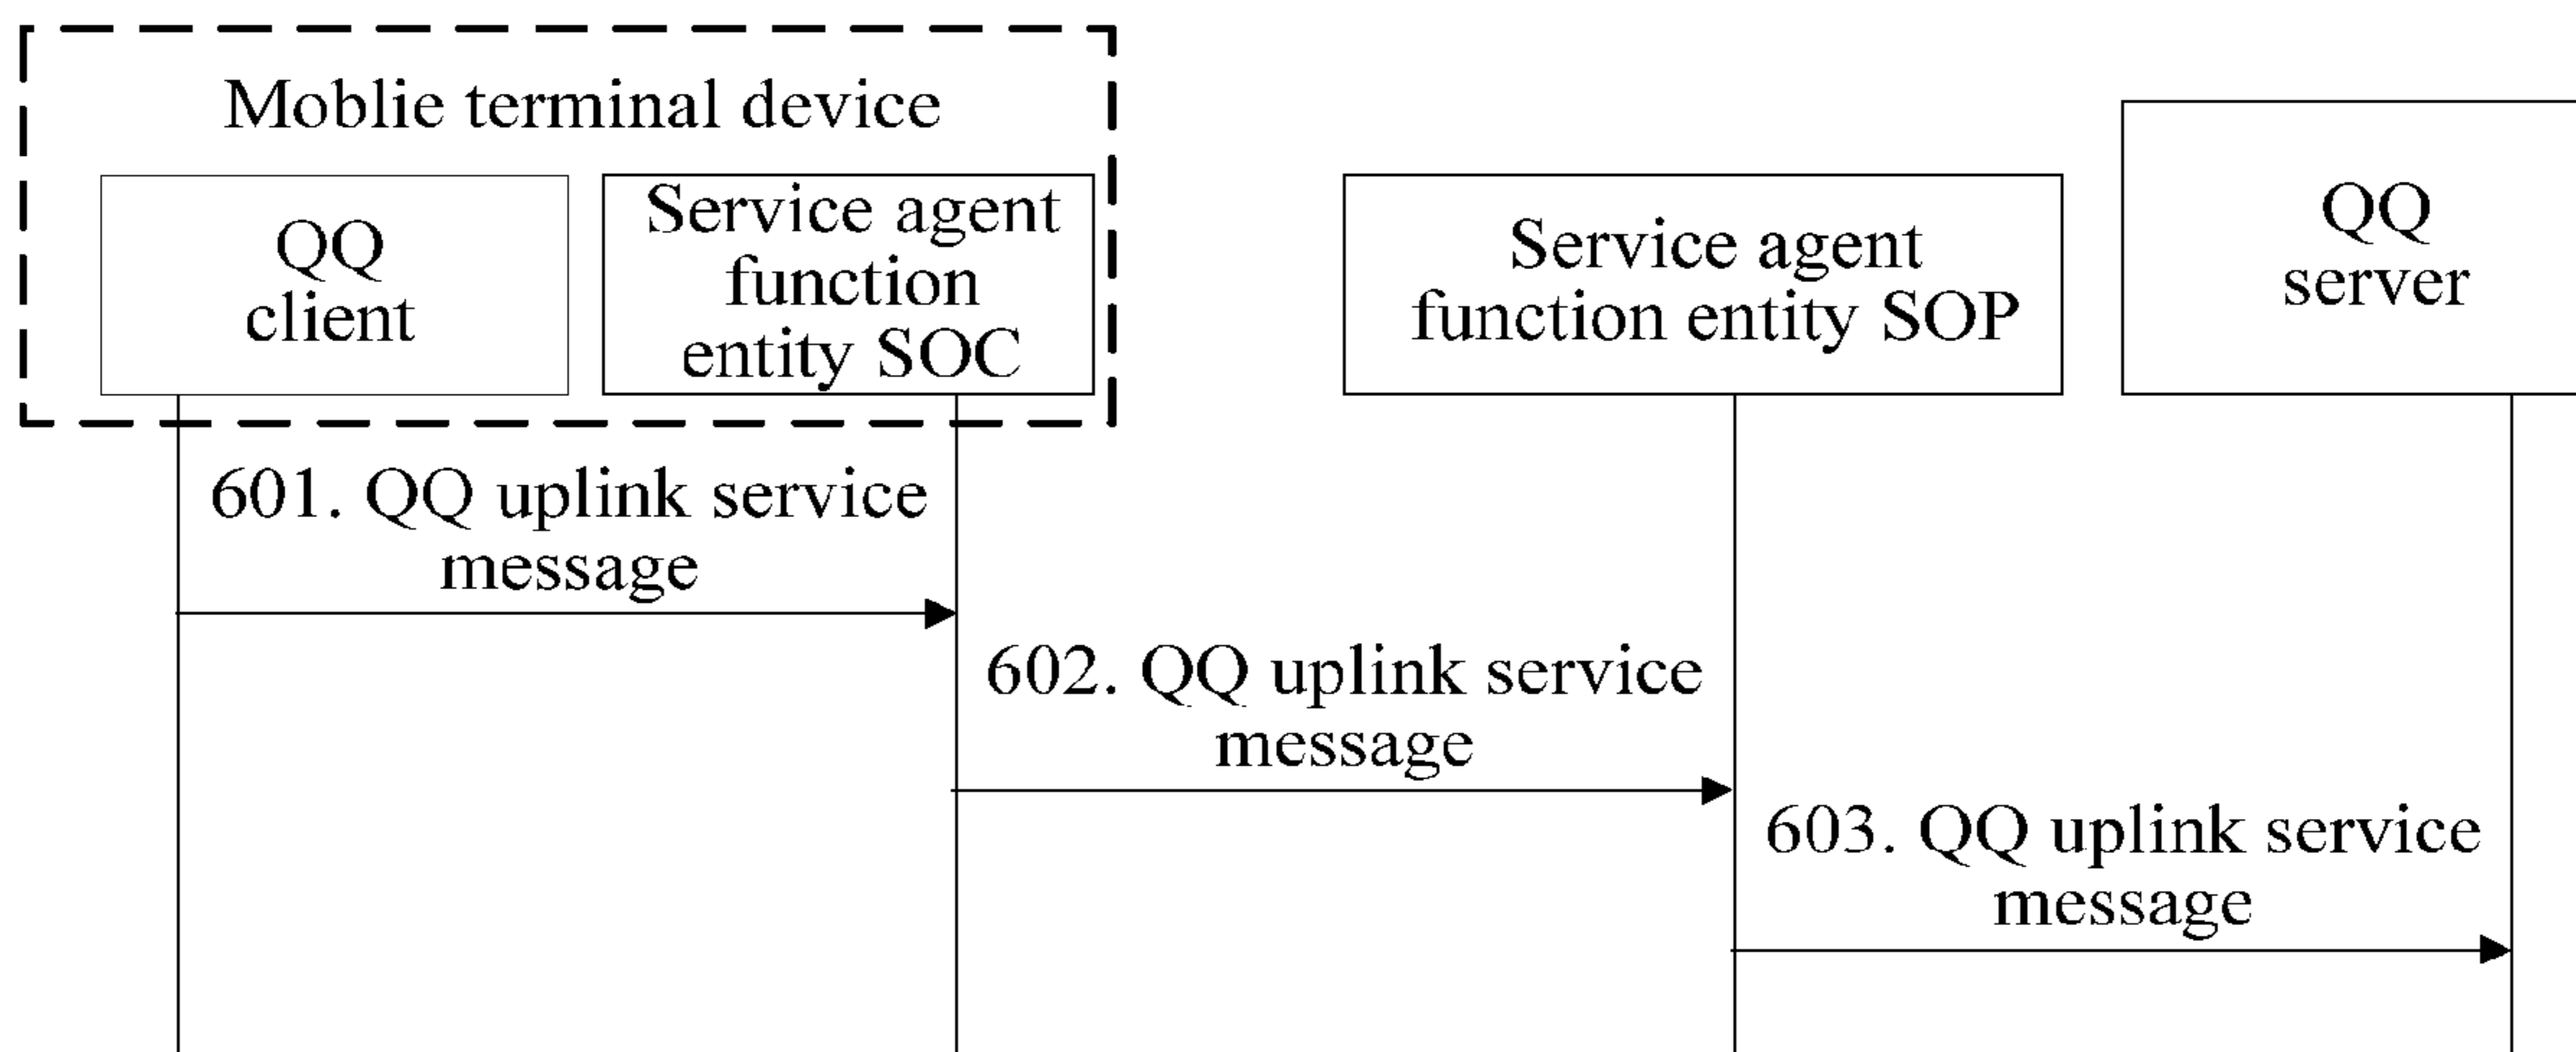 Moblie terminal device
QQ
client
Service agent
function
entity SOC
Service agent
function entity SOP
QQ
server
601. QQ uplink service
message
602. QQ uplink service
message
603. QQ uplink service
message